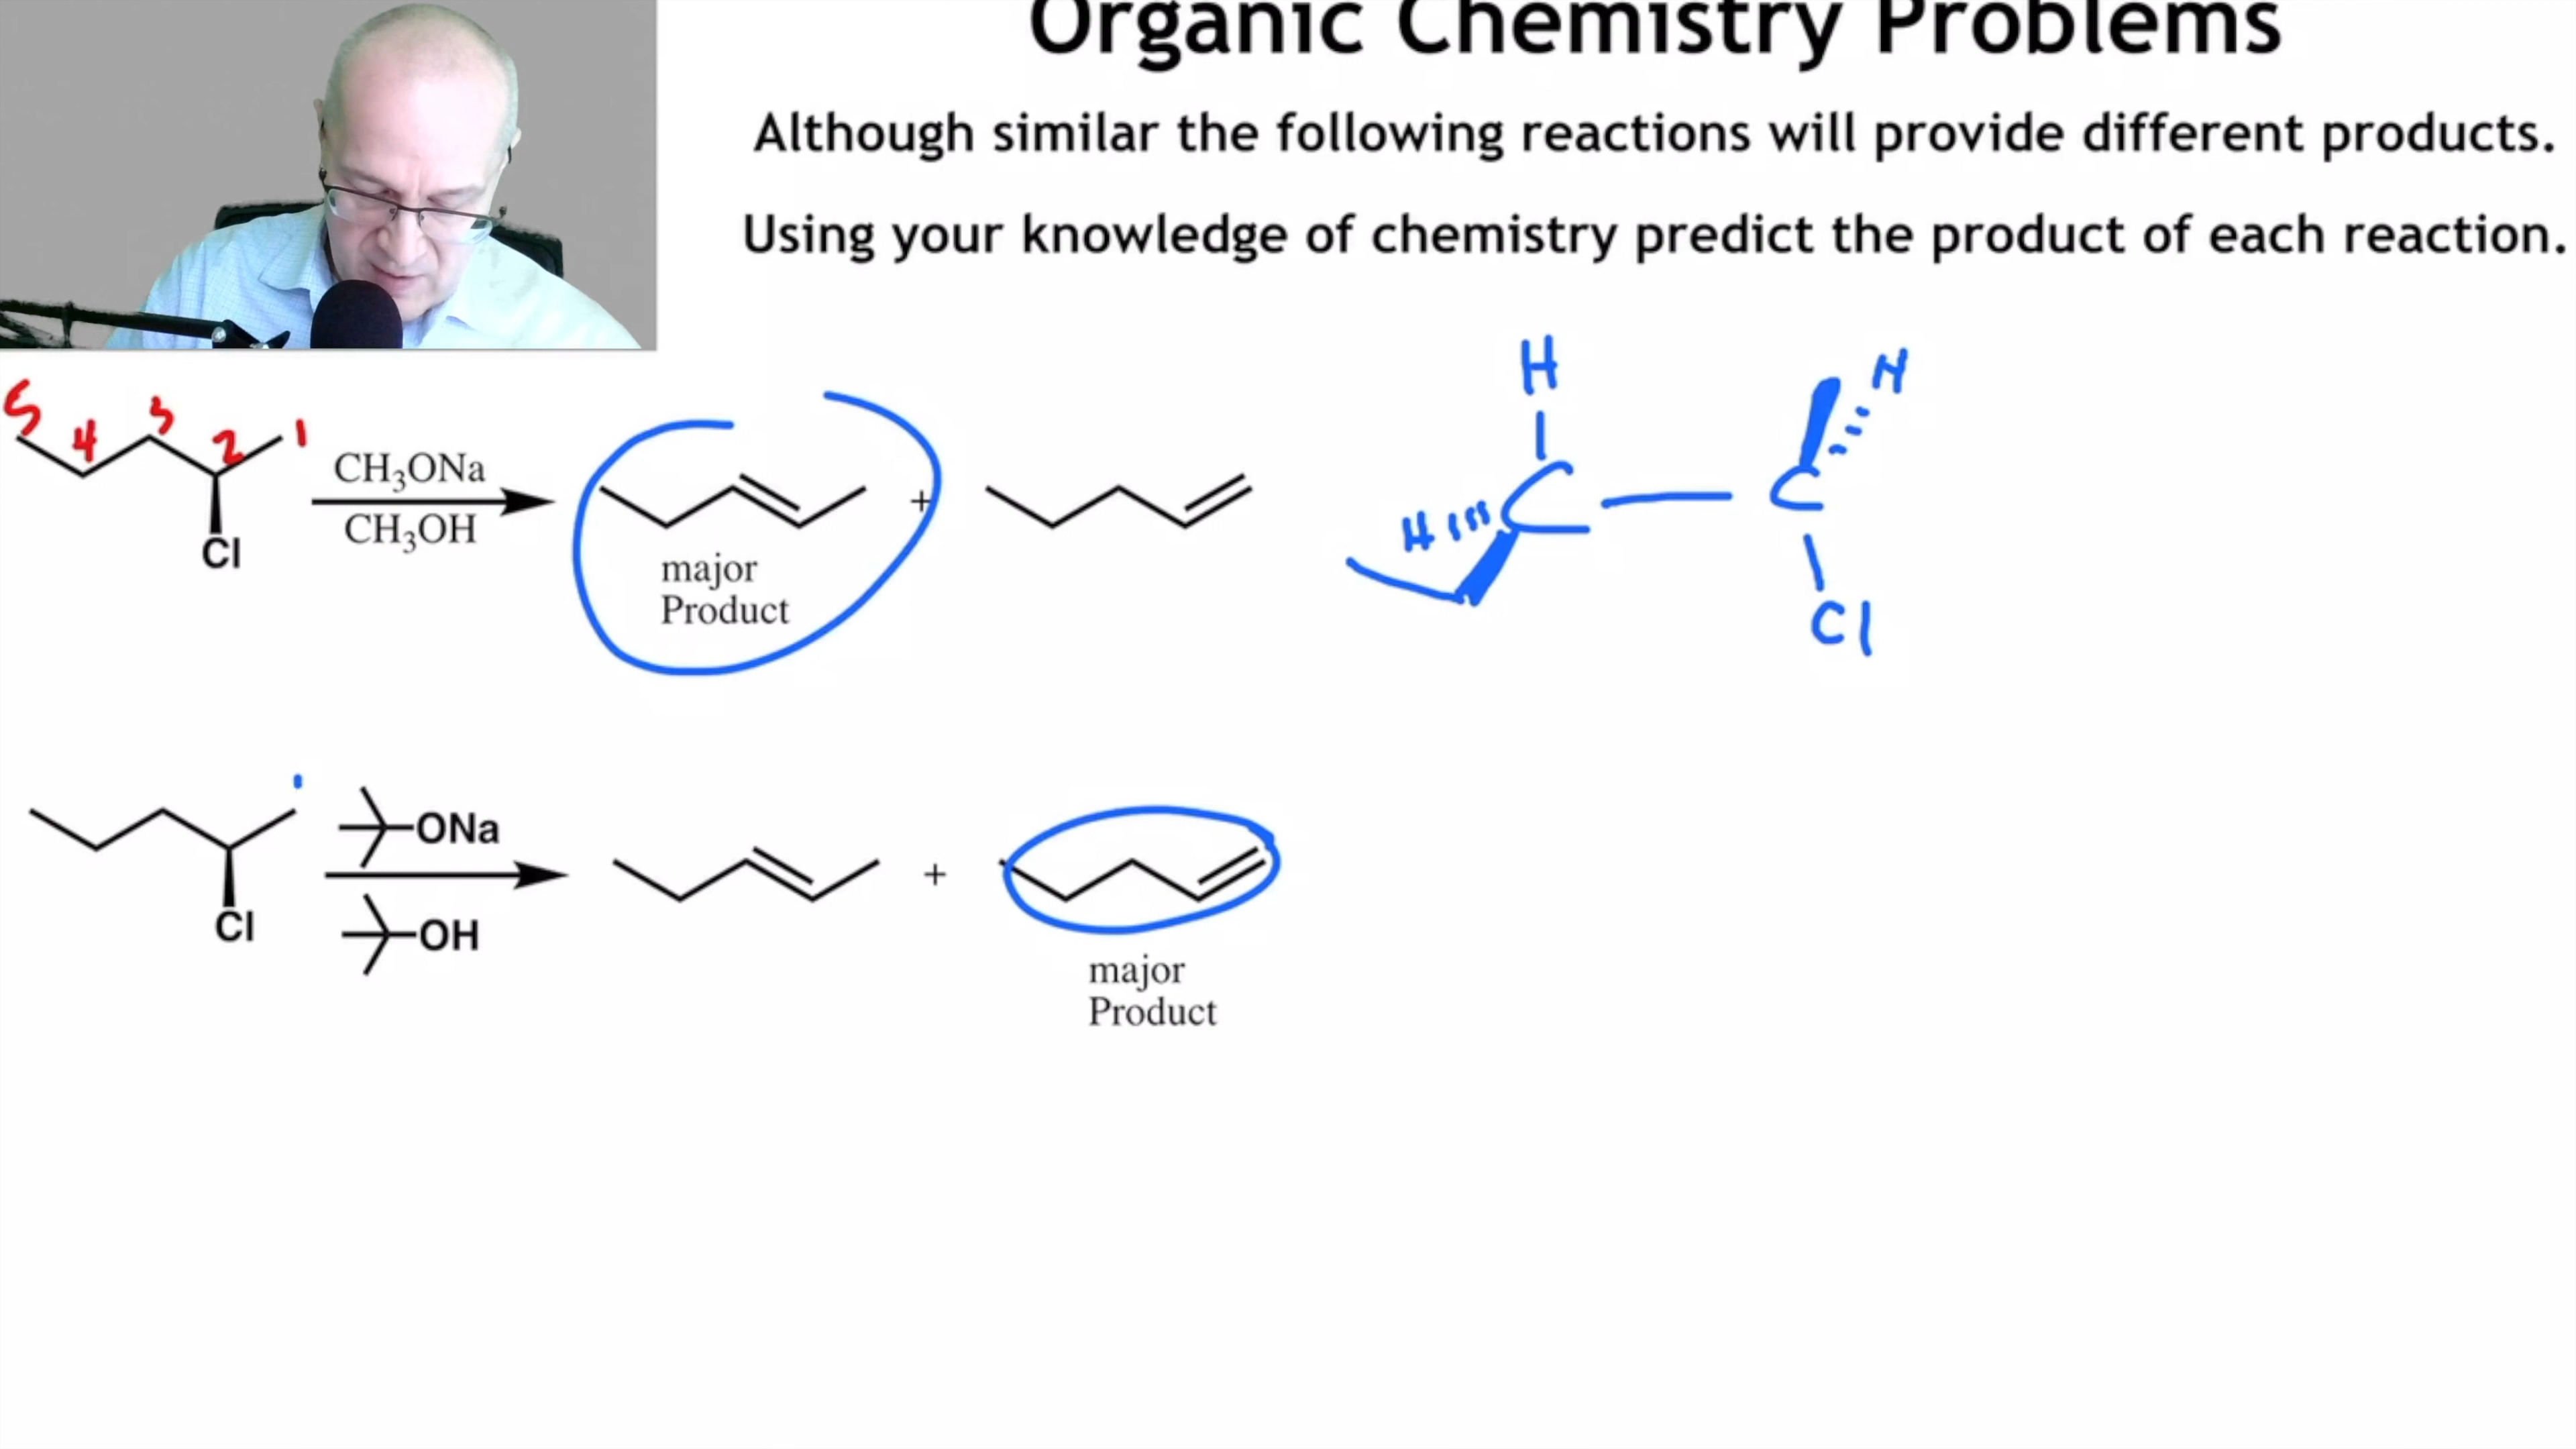 Organic Chemistry Problems
Although similar the following reactions will provide different products.
Using your knowledge of chemistry predict the product of each reaction.
5 4 3 2 1
Cl
CH₃ONa
CH₃OH
+
major
Product
H
H
C
C
H
Cl
Cl
ONa
OH
+
major
Product